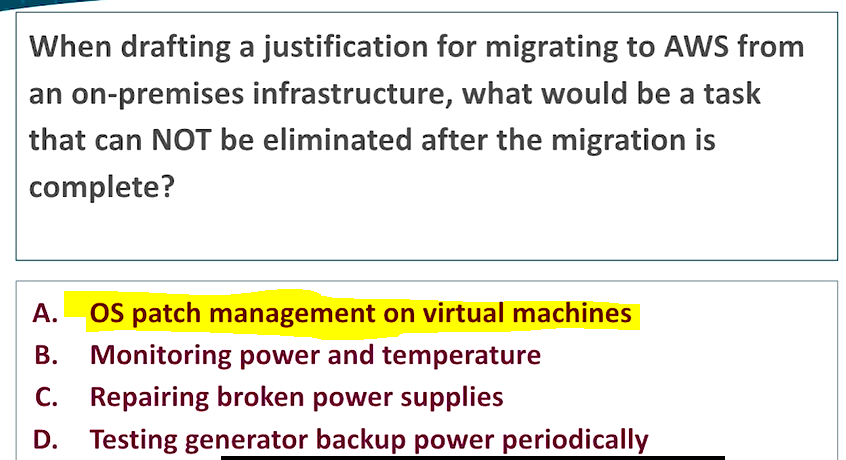 When drafting a justification for migrating to AWS from
an on-premises infrastructure, what would be a task
that can NOT be eliminated after the migration is
complete?
A. OS patch management on virtual machines
B. Monitoring power and temperature
C. Repairing broken power supplies
D. Testing generator backup power periodically